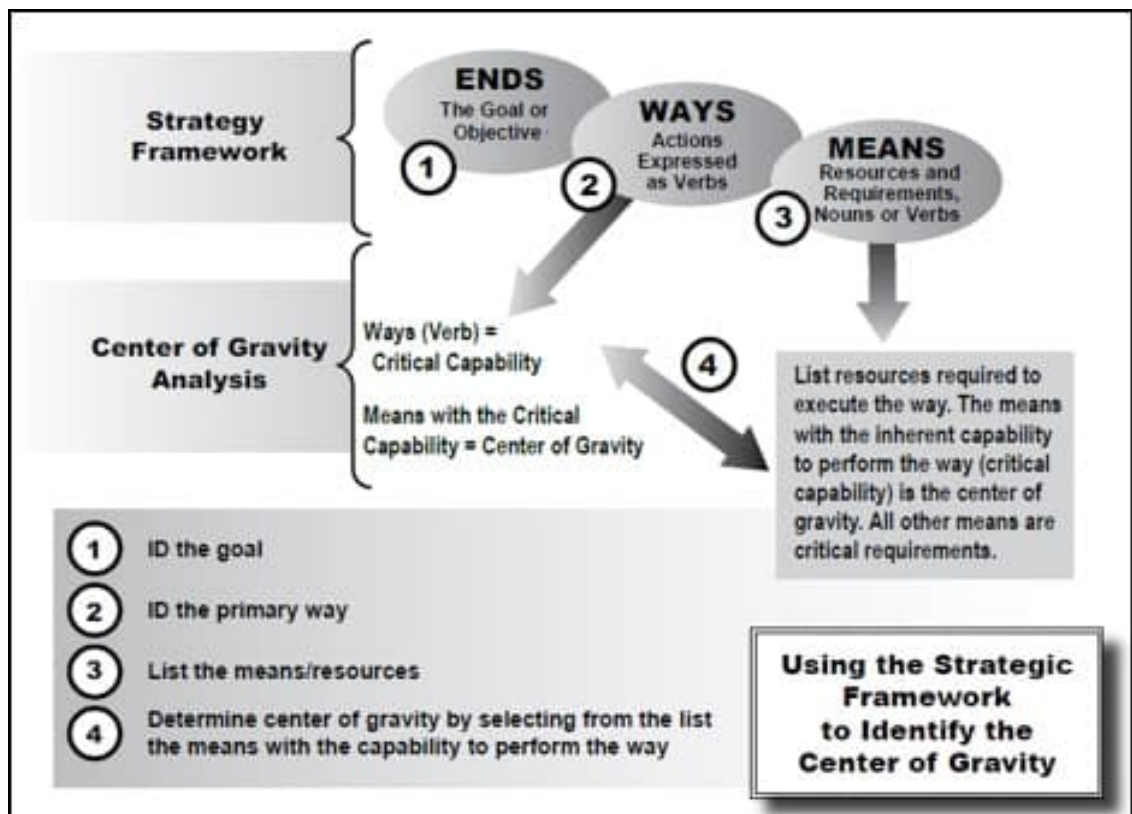 Strategy
Framework
ENDS
The Goal or
Objective
1
WAYS
Actions
Expressed
as Verbs
2
MEANS
Resources and
Requirements,
Nouns or Verbs
3
Center of Gravity
Analysis
Ways (Verb) =
Critical Capability
Means with the Critical
Capability = Center of Gravity
4
List resources required to
execute the way. The means
with the inherent capability
to perform the way (critical
capability) is the center of
gravity. All other means are
critical requirements.
1 ID the goal
2 ID the primary way
3 List the means/resources
4 Determine center of gravity by selecting from the list
the means with the capability to perform the way
Using the Strategic
Framework
to Identify the
Center of Gravity